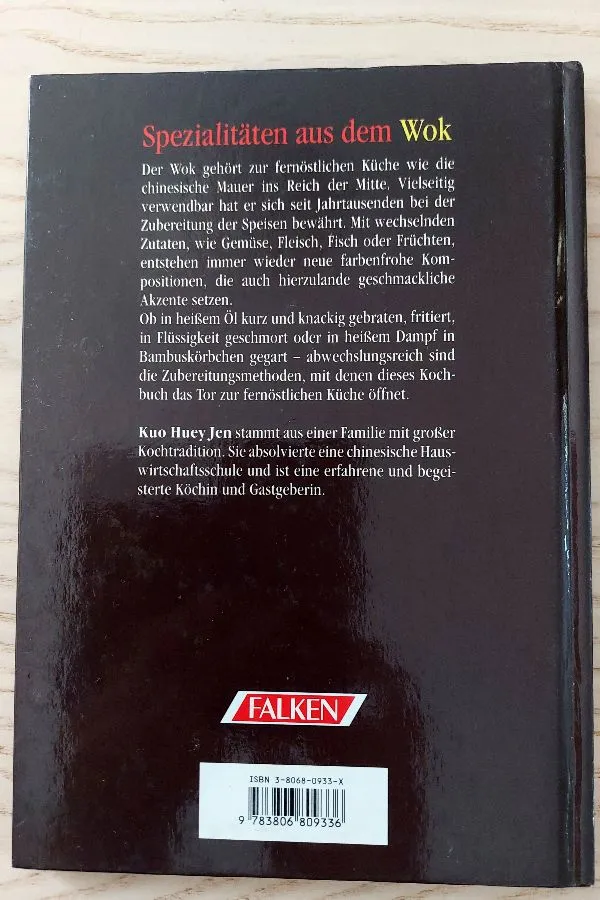 Spezialitäten aus dem Wok
Der Wok gehört zur fernöstlichen Küche wie die
chinesische Mauer ins Reich der Mitte. Vielseitig
verwendbar hat er sich seit Jahrtausenden bei der
Zubereitung der Speisen bewährt. Mit wechselnden
Zutaten, wie Gemüse, Fleisch, Fisch oder Früchten,
entstehen immer wieder neue farbenfrohe Kom-
positionen, die auch hierzulande geschmackliche
Akzente setzen.
Ob in heißem Öl kurz und knackig gebraten, fritiert,
in Flüssigkeit geschmort oder in heißem Dampf in
Bambuskörbchen gegart – abwechslungsreich sind
die Zubereitungsmethoden, mit denen dieses Koch-
buch das Tor zur fernöstlichen Küche öffnet.
Kuo Huey Jen stammt aus einer Familie mit großer
Kochtradition. Sie absolvierte eine chinesische Haus-
wirtschaftsschule und ist eine erfahrene und begei-
sterte Köchin und Gastgeberin.
FALKEN
ISBN 3-8068-0933-X
9 783806 809336